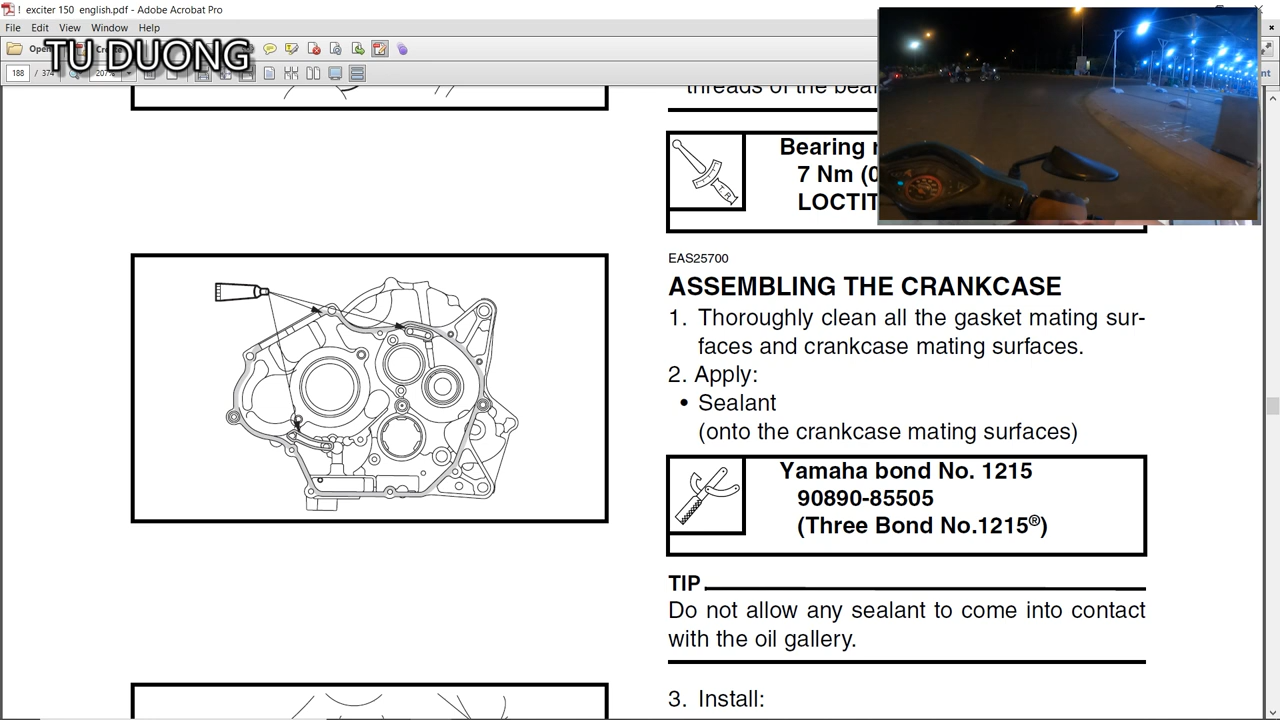 ! exciter 150 english.pdf - Adobe Acrobat Pro
File Edit View Window Help
Open
TU DUONG
188 / 374
207%
threads of the bear
Bearing
7 Nm (0
LOCTIT
EAS25700
ASSEMBLING THE CRANKCASE
1. Thoroughly clean all the gasket mating sur-
faces and crankcase mating surfaces.
2. Apply:
• Sealant
(onto the crankcase mating surfaces)
Yamaha bond No. 1215
90890-85505
(Three Bond No.1215®)
TIP
Do not allow any sealant to come into contact
with the oil gallery.
3. Install: